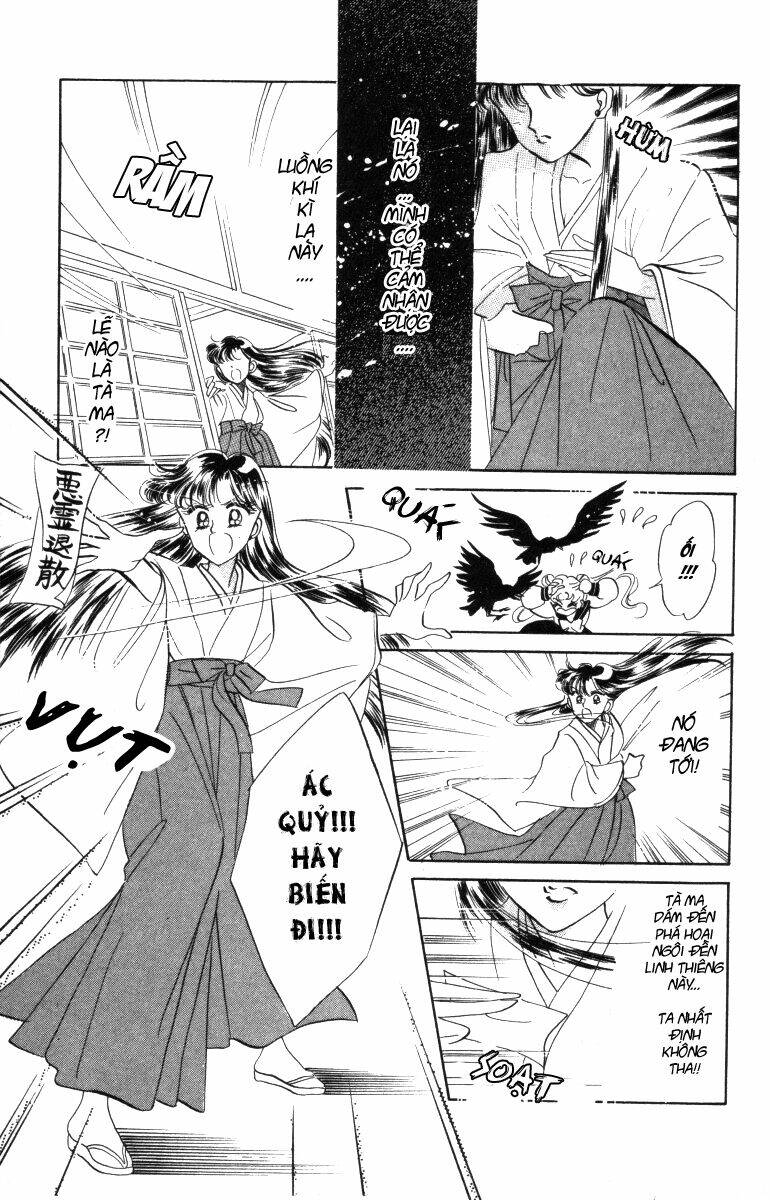 HÙM
LẠI
LÀ
NÓ
...
MÌNH
CÓ
THỂ
CẢM
NHẬN
ĐƯỢC
....
LUỒNG
KHÍ
KÌ
LẠ
NÀY
....
RẦM
LẼ
NÀO
LÀ
TÀ
MA
?!
ỐI
!!!
QUÁC
QUÁC
NÓ
ĐANG
TỚI!
TÀ MA
DÁM ĐẾN
PHÁ HOẠI
NGÔI ĐỀN
LINH THIÊNG
NÀY...
TA NHẤT
ĐỊNH
KHÔNG
THA!!
SOẠT
悪霊退散
VỤT
ÁC
QUỶ!!!
HÃY
BIẾN
ĐI!!!